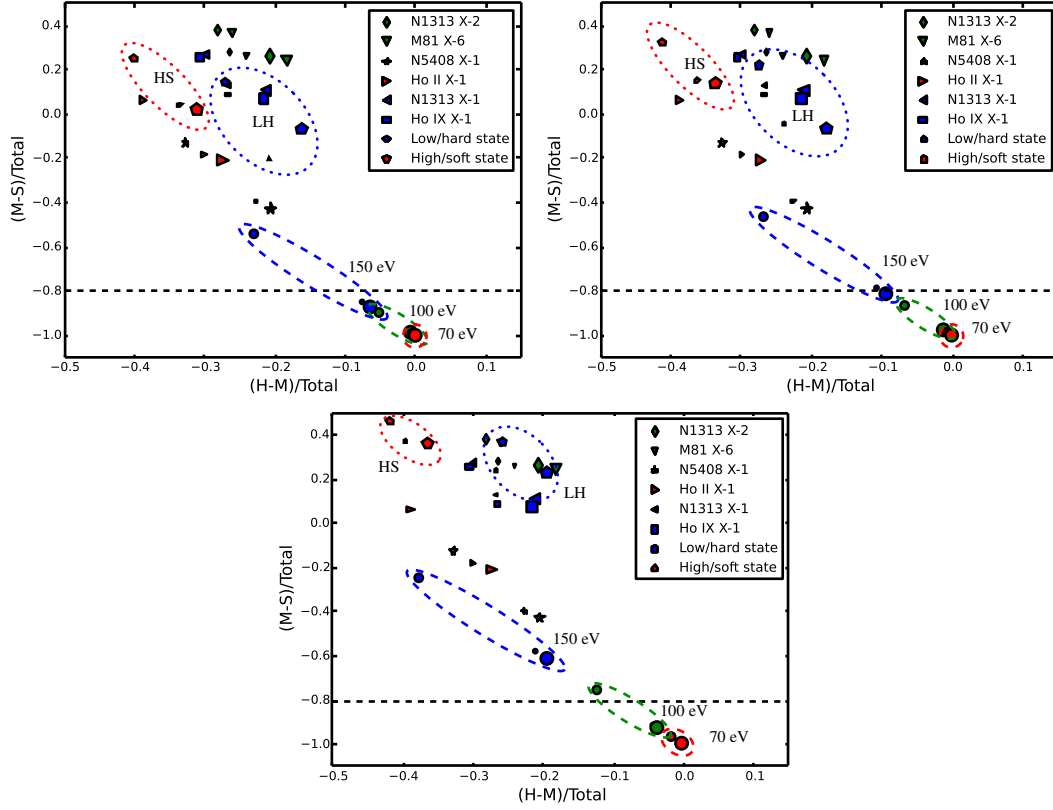 0.4
0.2
0.0
−0.2
−0.4
−0.6
−0.8
−1.0
(M-S)/Total
HS
LH
150 eV
100 eV
70 eV
N1313 X-2
M81 X-6
N5408 X-1
Ho II X-1
N1313 X-1
Ho IX X-1
Low/hard state
High/soft state
−0.5
−0.4
−0.3
−0.2
−0.1
0.0
0.1
(H-M)/Total
0.4
0.2
0.0
−0.2
−0.4
−0.6
−0.8
−1.0
(M-S)/Total
HS
LH
150 eV
100 eV
70 eV
N1313 X-2
M81 X-6
N5408 X-1
Ho II X-1
N1313 X-1
Ho IX X-1
Low/hard state
High/soft state
−0.5
−0.4
−0.3
−0.2
−0.1
0.0
0.1
(H-M)/Total
0.4
0.2
0.0
−0.2
−0.4
−0.6
−0.8
−1.0
(M-S)/Total
HS
LH
150 eV
100 eV
70 eV
N1313 X-2
M81 X-6
N5408 X-1
Ho II X-1
N1313 X-1
Ho IX X-1
Low/hard state
High/soft state
−0.5
−0.4
−0.3
−0.2
−0.1
0.0
0.1
(H-M)/Total